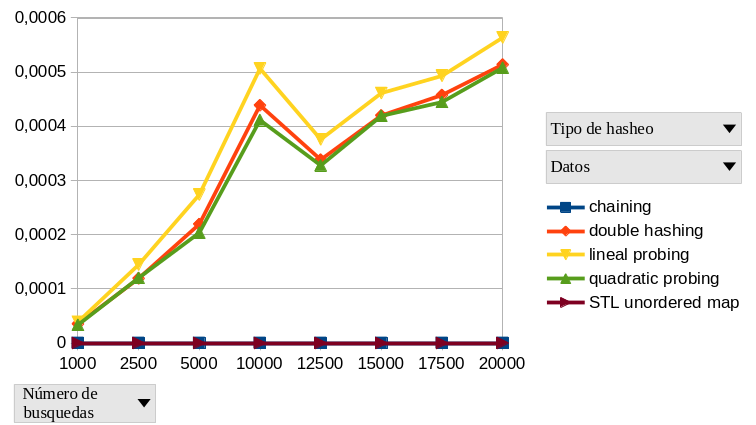 0,0006
0,0005
0,0004
0,0003
0,0002
0,0001
0
1000 2500 5000 10000 12500 15000 17500 20000
Número de
busquedas
Tipo de hasheo
Datos
chaining
double hashing
lineal probing
quadratic probing
STL unordered map